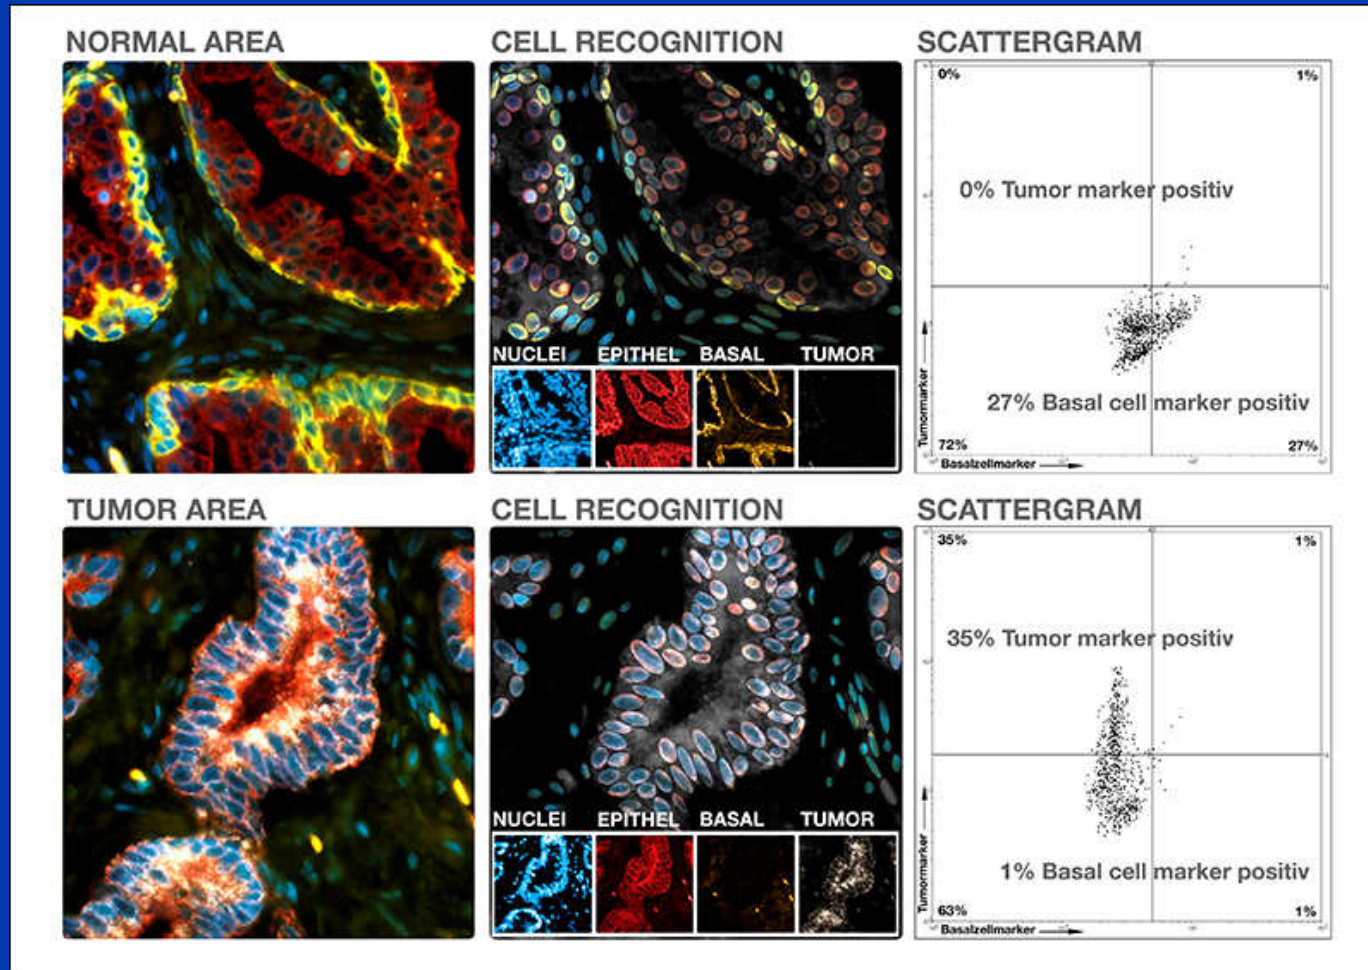 NORMAL AREA
CELL RECOGNITION
SCATTERGRAM
0%
1%
0% Tumor marker positiv
NUCLEI
EPITHEL
BASAL
TUMOR
27% Basal cell marker positiv
Tumormarker
72%
27%
Basalzellmarker
TUMOR AREA
CELL RECOGNITION
SCATTERGRAM
35%
1%
35% Tumor marker positiv
NUCLEI
EPITHEL
BASAL
TUMOR
1% Basal cell marker positiv
Tumormarker
63%
1%
Basalzellmarker